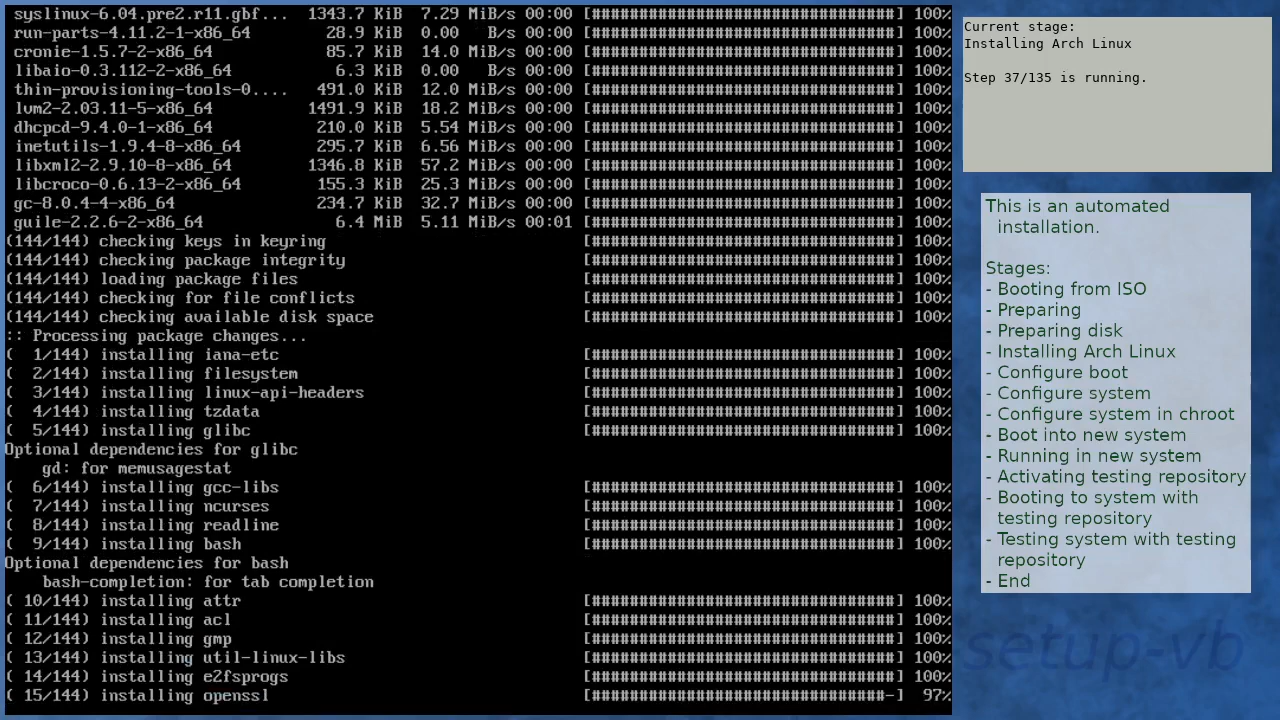 syslinux-6.04.pre2.r11.gbf... 1343.7 KiB 7.29 MiB/s 00:00 [################################] 100%
run-parts-4.11.2-1-x86_64 28.9 KiB 0.00 B/s 00:00 [################################] 100%
cronie-1.5.7-2-x86_64 85.7 KiB 14.0 MiB/s 00:00 [################################] 100%
libaio-0.3.112-2-x86_64 6.3 KiB 0.00 B/s 00:00 [################################] 100%
thin-provisioning-tools-0.... 491.0 KiB 12.0 MiB/s 00:00 [################################] 100%
lvm2-2.03.11-5-x86_64 1491.9 KiB 18.2 MiB/s 00:00 [################################] 100%
dhcpcd-9.4.0-1-x86_64 210.0 KiB 5.54 MiB/s 00:00 [################################] 100%
inetutils-1.9.4-8-x86_64 295.7 KiB 6.56 MiB/s 00:00 [################################] 100%
libxml2-2.9.10-8-x86_64 1346.8 KiB 57.2 MiB/s 00:00 [################################] 100%
libcroco-0.6.13-2-x86_64 155.3 KiB 25.3 MiB/s 00:00 [################################] 100%
gc-8.0.4-4-x86_64 234.7 KiB 32.7 MiB/s 00:00 [################################] 100%
guile-2.2.6-2-x86_64 6.4 MiB 5.11 MiB/s 00:01 [################################] 100%
(144/144) checking keys in keyring [################################] 100%
(144/144) checking package integrity [################################] 100%
(144/144) loading package files [################################] 100%
(144/144) checking for file conflicts [################################] 100%
(144/144) checking available disk space [################################] 100%
:: Processing package changes...
( 1/144) installing iana-etc [################################] 100%
( 2/144) installing filesystem [################################] 100%
( 3/144) installing linux-api-headers [################################] 100%
( 4/144) installing tzdata [################################] 100%
( 5/144) installing glibc [################################] 100%
Optional dependencies for glibc
gd: for memusagestat
( 6/144) installing gcc-libs [################################] 100%
( 7/144) installing ncurses [################################] 100%
( 8/144) installing readline [################################] 100%
( 9/144) installing bash [################################] 100%
Optional dependencies for bash
bash-completion: for tab completion
( 10/144) installing attr [################################] 100%
( 11/144) installing acl [################################] 100%
( 12/144) installing gmp [################################] 100%
( 13/144) installing util-linux-libs [################################] 100%
( 14/144) installing e2fsprogs [################################] 100%
( 15/144) installing openssl [###############################-] 97%
Current stage:
Installing Arch Linux
Step 37/135 is running.
This is an automated
installation.
Stages:
- Booting from ISO
- Preparing
- Preparing disk
- Installing Arch Linux
- Configure boot
- Configure system
- Configure system in chroot
- Boot into new system
- Running in new system
- Activating testing repository
- Booting to system with
testing repository
- Testing system with testing
repository
- End
setup-vb